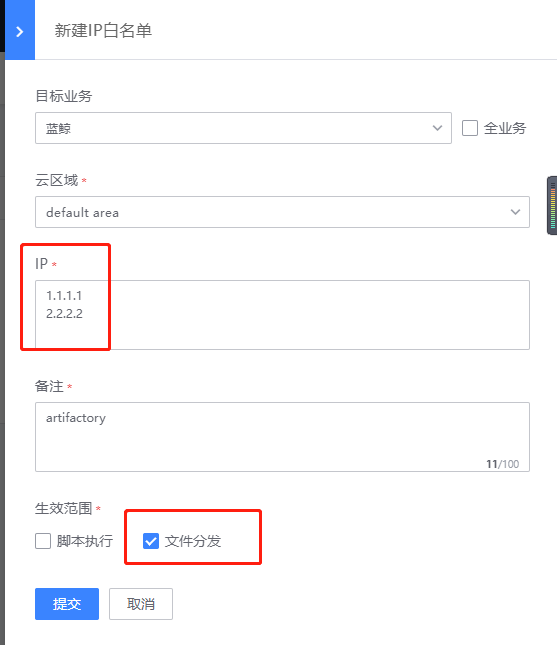 新建IP白名单
目标业务
蓝鲸
全业务
云区域 *
default area
IP *
1.1.1.1
2.2.2.2
备注 *
artifactory
11/100
生效范围 *
脚本执行
文件分发
提交
取消